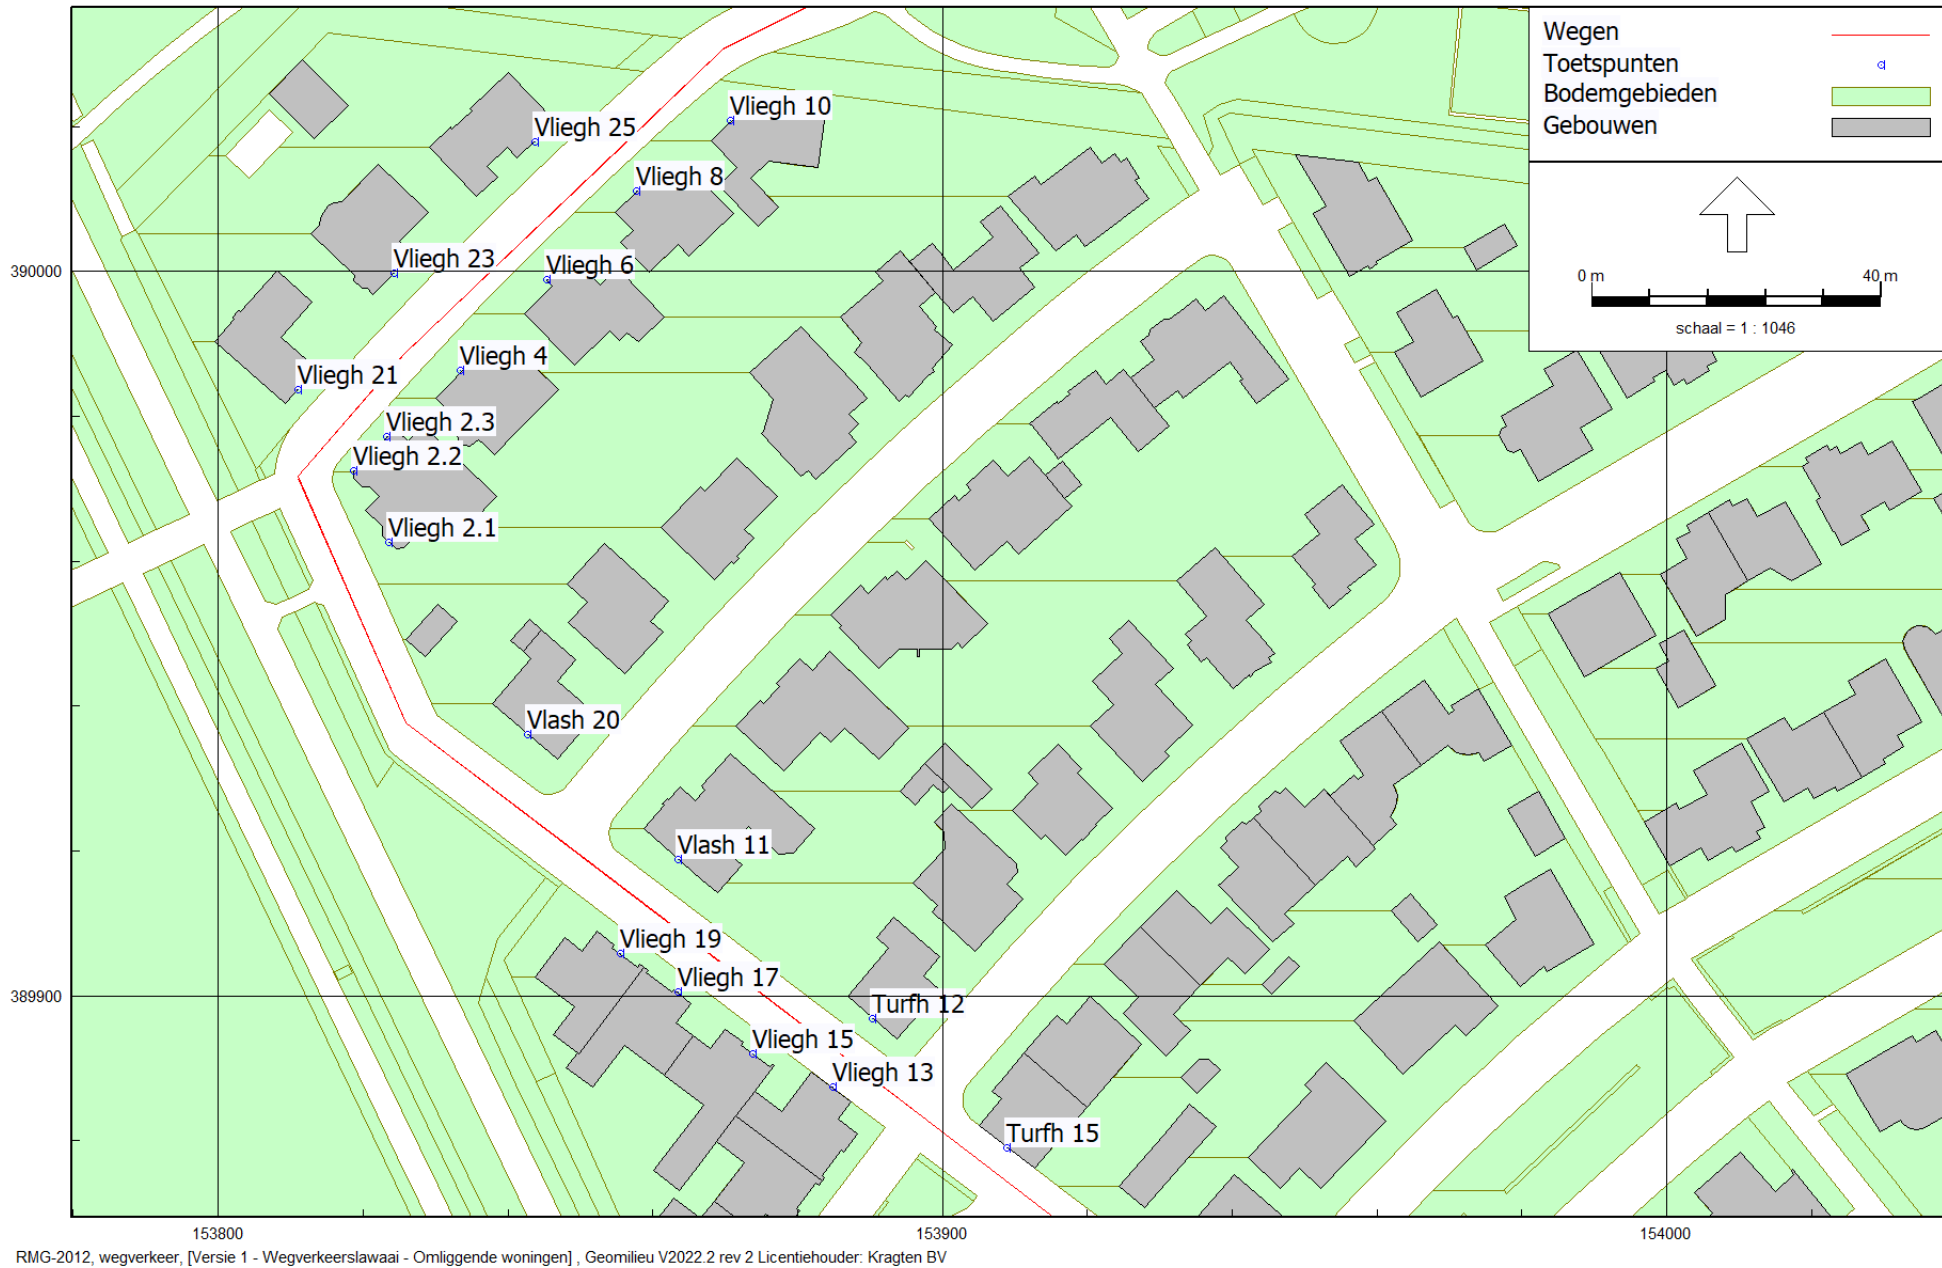 Wegen
Toetspunten
Bodemgebieden
Gebouwen
0 m 40 m
schaal = 1 : 1046
Vliegh 10
Vliegh 25
Vliegh 8
Vliegh 23
Vliegh 6
390000
Vliegh 4
Vliegh 21
Vliegh 2.3
Vliegh 2.2
Vliegh 2.1
Vlash 20
Vlash 11
Vliegh 19
Vliegh 17
389900
Turfh 12
Vliegh 15
Vliegh 13
Turfh 15
153800 153900 154000
RMG-2012, wegverkeer, [Versie 1 - Wegverkeerslawaai - Omliggende woningen] , Geomilieu V2022.2 rev 2 Licentiehouder: Kragten BV